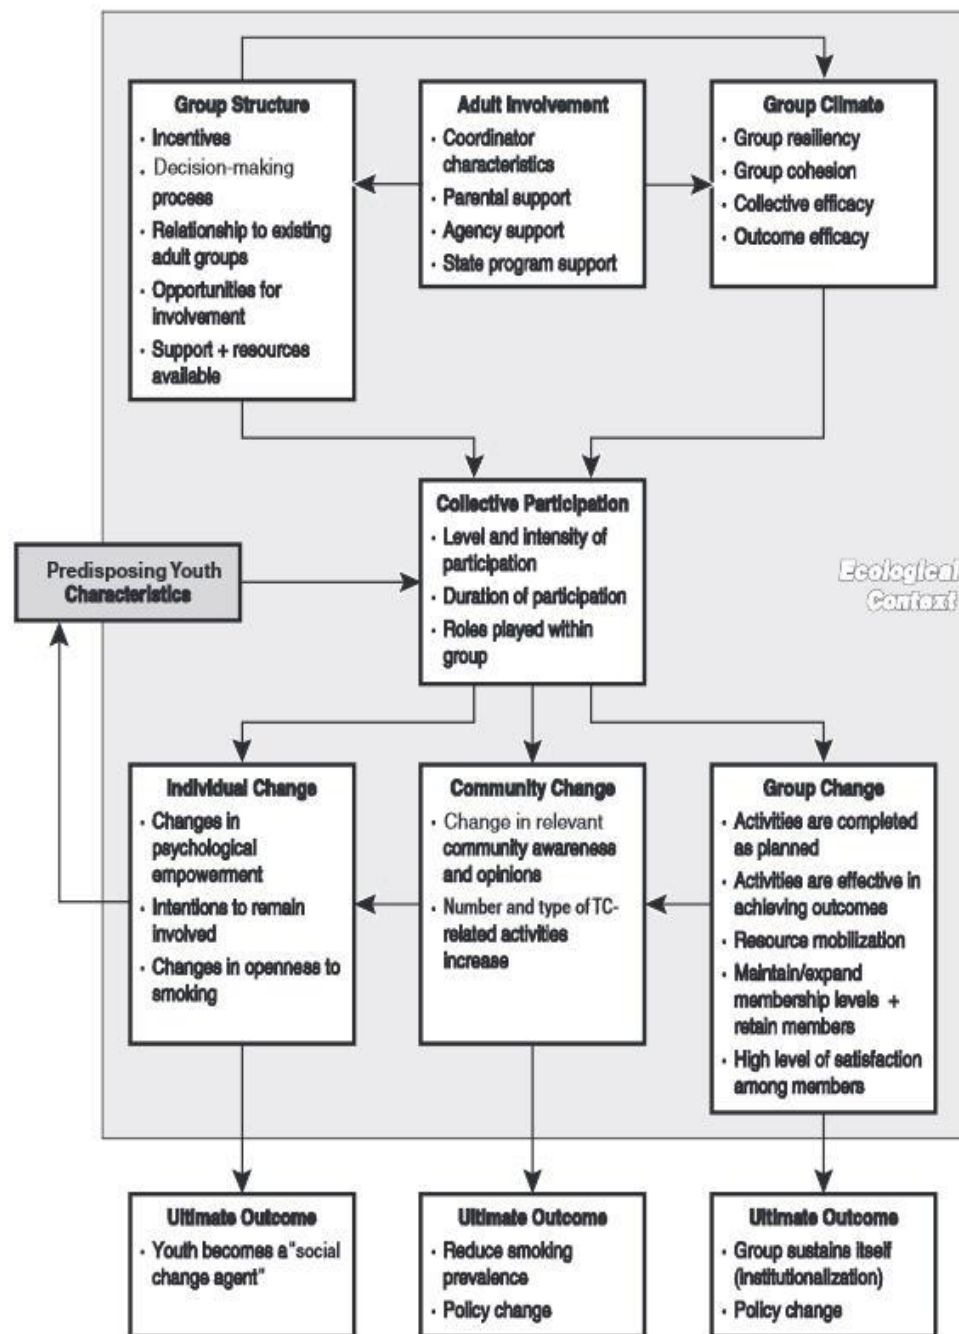 Group Structure
· Incentives
· Decision-making
process
· Relationship to existing
adult groups
· Opportunities for
involvement
· Support + resources
available
Adult Involvement
· Coordinator
characteristics
· Parental support
· Agency support
· State program support
Group Climate
· Group resiliency
· Group cohesion
· Collective efficacy
· Outcome efficacy
Collective Participation
· Level and intensity of
participation
· Duration of participation
· Roles played within
group
Predisposing Youth
Characteristics
Ecological
Context
Individual Change
· Changes in
psychological
empowerment
· Intentions to remain
involved
· Changes in openness to
smoking
Community Change
· Change in relevant
community awareness
and opinions
· Number and type of TC-
related activities
increase
Group Change
· Activities are completed
as planned
· Activities are effective in
achieving outcomes
· Resource mobilization
· Maintain/expand
membership levels +
retain members
· High level of satisfaction
among members
Ultimate Outcome
· Youth becomes a "social
change agent"
Ultimate Outcome
· Reduce smoking
prevalence
· Policy change
Ultimate Outcome
· Group sustains itself
(institutionalization)
· Policy change